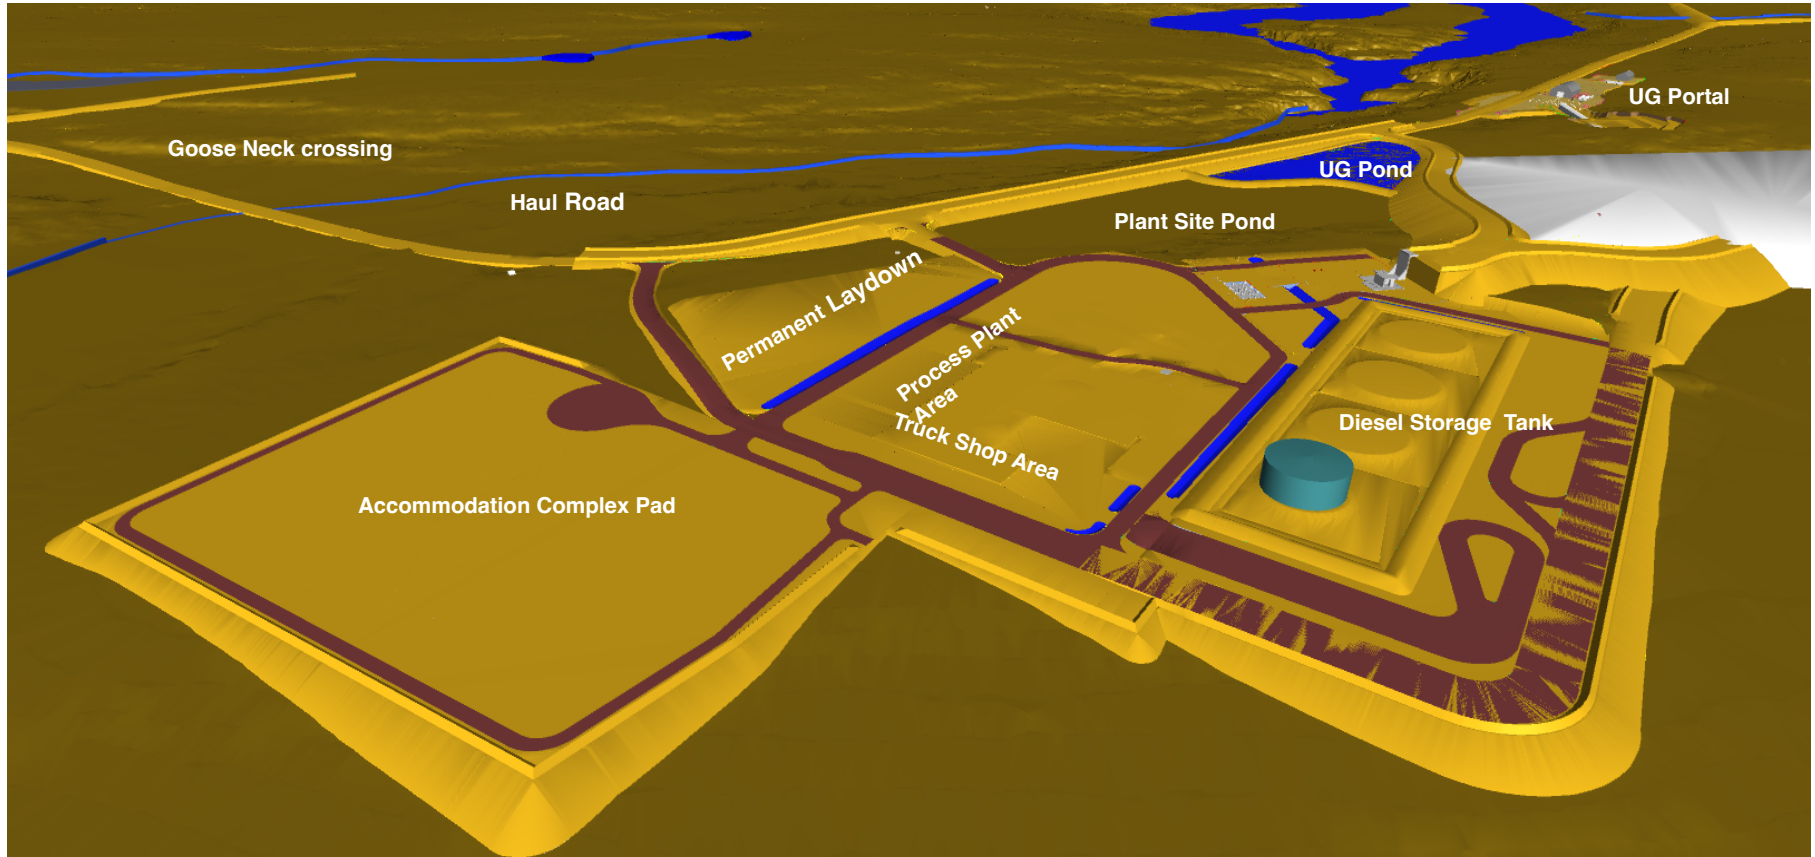 UG Portal
Goose Neck crossing
UG Pond
Haul Road
Plant Site Pond
Permanent Laydown
Process Plant
Area
Truck Shop Area
Diesel Storage Tank
Accommodation Complex Pad